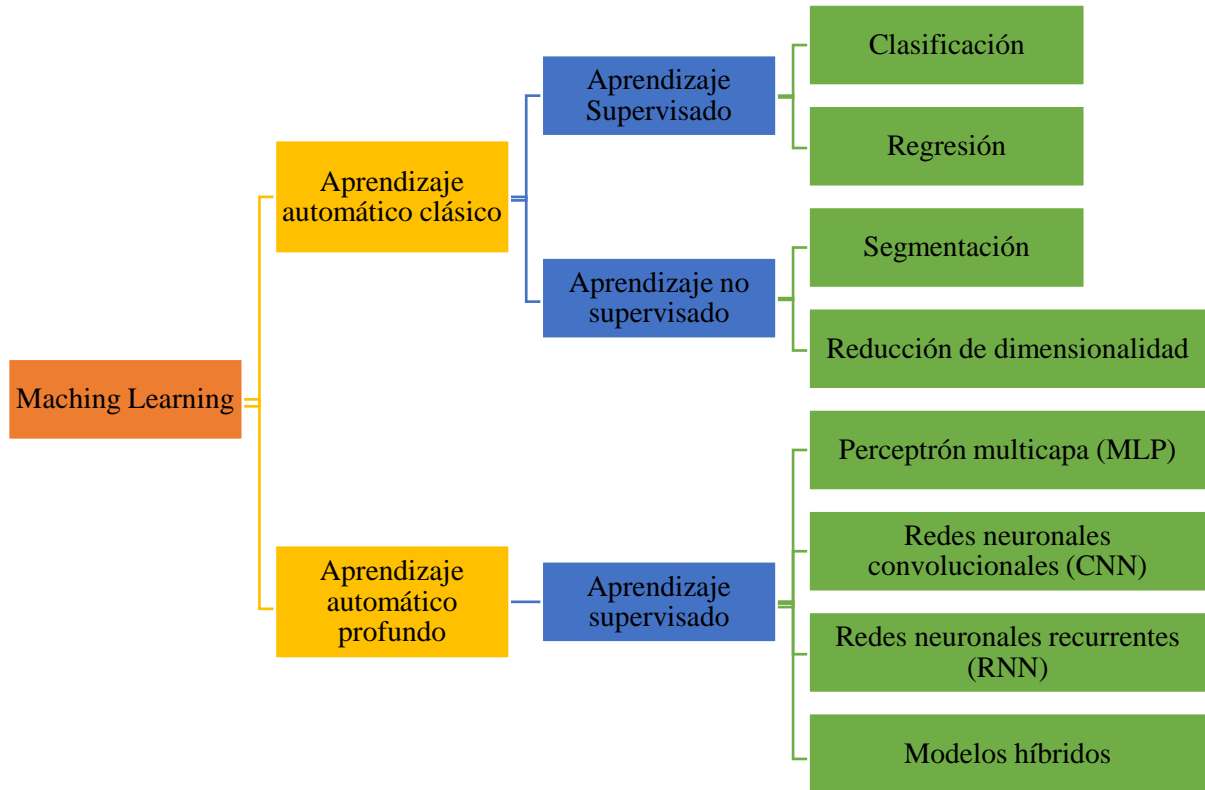 Maching Learning
Aprendizaje
automático clásico
Aprendizaje
Supervisado
Clasificación
Regresión
Aprendizaje no
supervisado
Segmentación
Reducción de dimensionalidad
Aprendizaje
automático
profundo
Aprendizaje
supervisado
Perceptrón multicapa (MLP)
Redes neuronales
convolucionales (CNN)
Redes neuronales recurrentes
(RNN)
Modelos híbridos